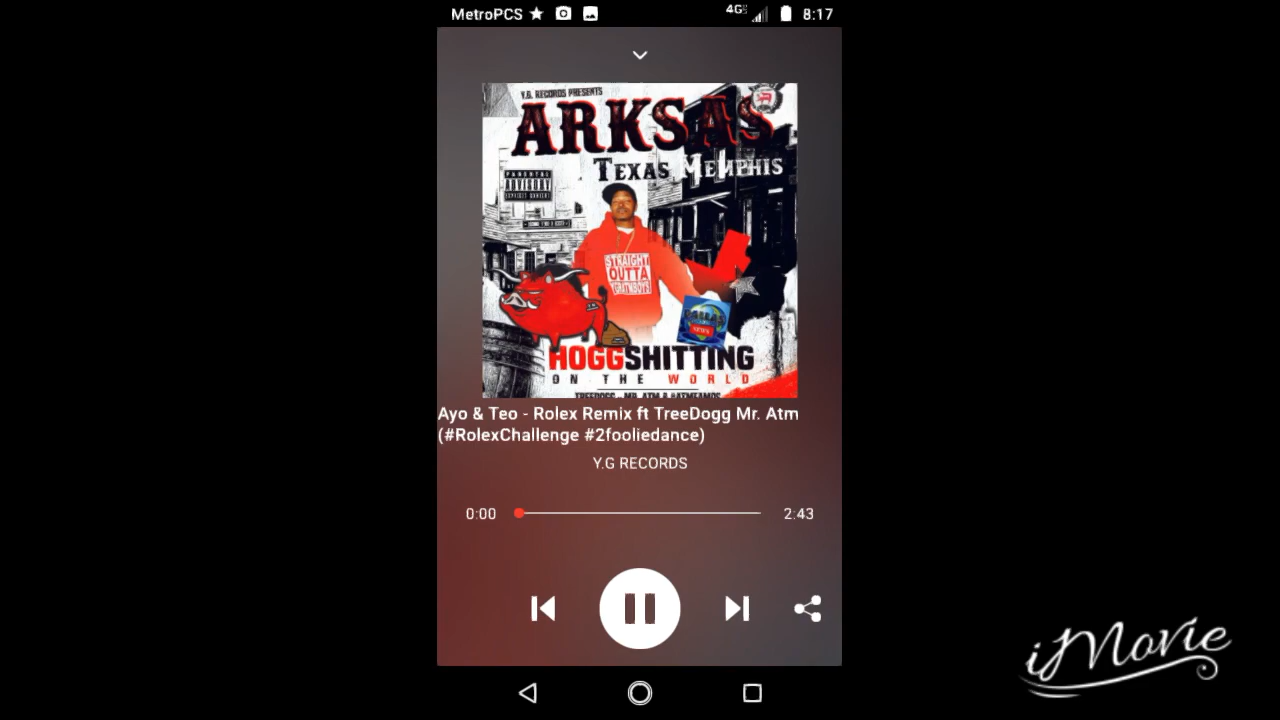 MetroPCS
4G
8:17
Y.G. RECORDS PRESENTS
ARKSAS
TEXAS MEMPHIS
PARENTAL
ADVISORY
EXPLICIT CONTENT
STRAIGHT
OUTTA
DALLAS
HOGGSHITTING
ON THE WORLD
Ayo & Teo - Rolex Remix ft TreeDogg Mr. Atm
(#RolexChallenge #2fooliedance)
Y.G RECORDS
0:00
2:43
iMovie